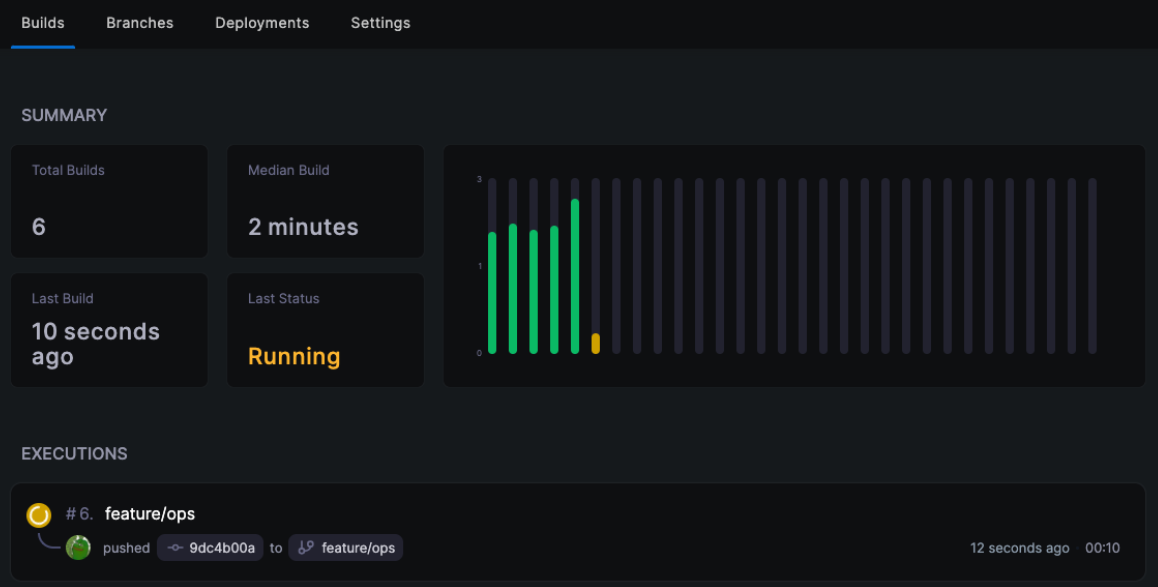 Builds Branches Deployments Settings
SUMMARY
Total Builds
6
Median Build
2 minutes
Last Build
10 seconds
ago
Last Status
Running
3
1
0
EXECUTIONS
#6. feature/ops
pushed 9dc4b00a to feature/ops 12 seconds ago 00:10